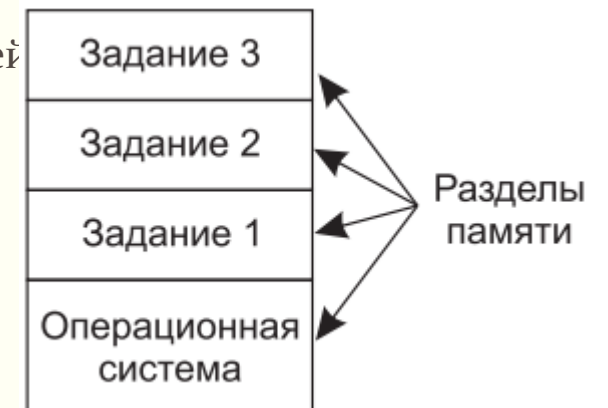 Задание 3
Задание 2
Задание 1
Операционная
система
Разделы
памяти